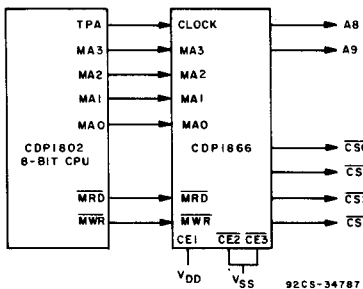 TPA CLOCK A8
MA3 MA3 A9
MA2 MA2
MA1 MA1
MA0 MA0
CDP1802
8-BIT CPU
CDP1866
MRD MRD
MWR MWR
CE1 CE2 CE3
VDD VSS
92CS-34787